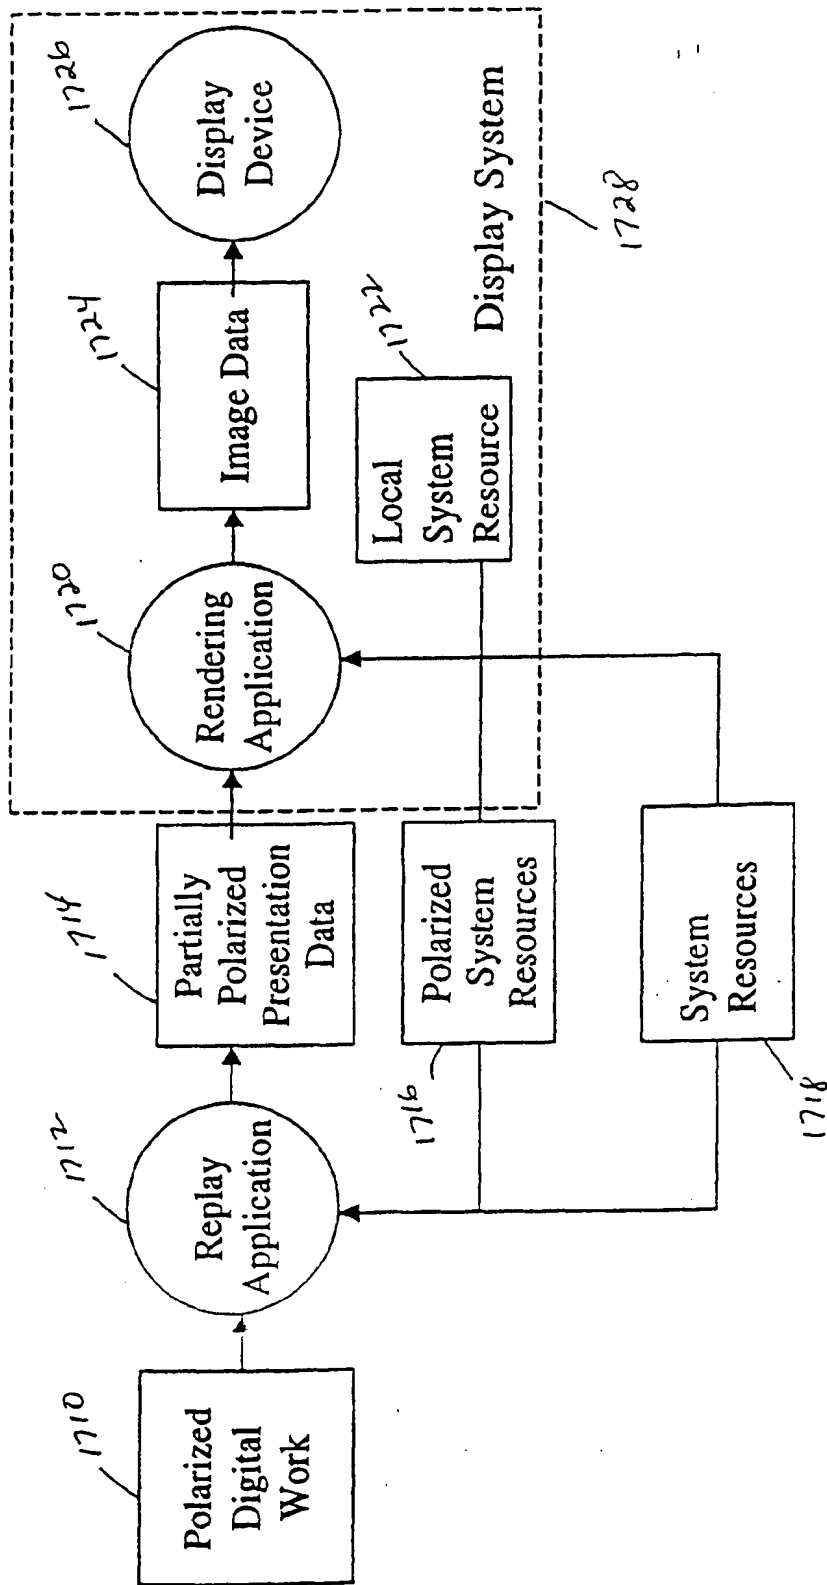 1710
Polarized
Digital
Work
1712
Replay
Application
1714
Partially
Polarized
Presentation
Data
1716
Polarized
System
Resources
1718
System
Resources
1720
Rendering
Application
1722
Local
System
Resource
1724
Image Data
1726
Display
Device
Display System
1728